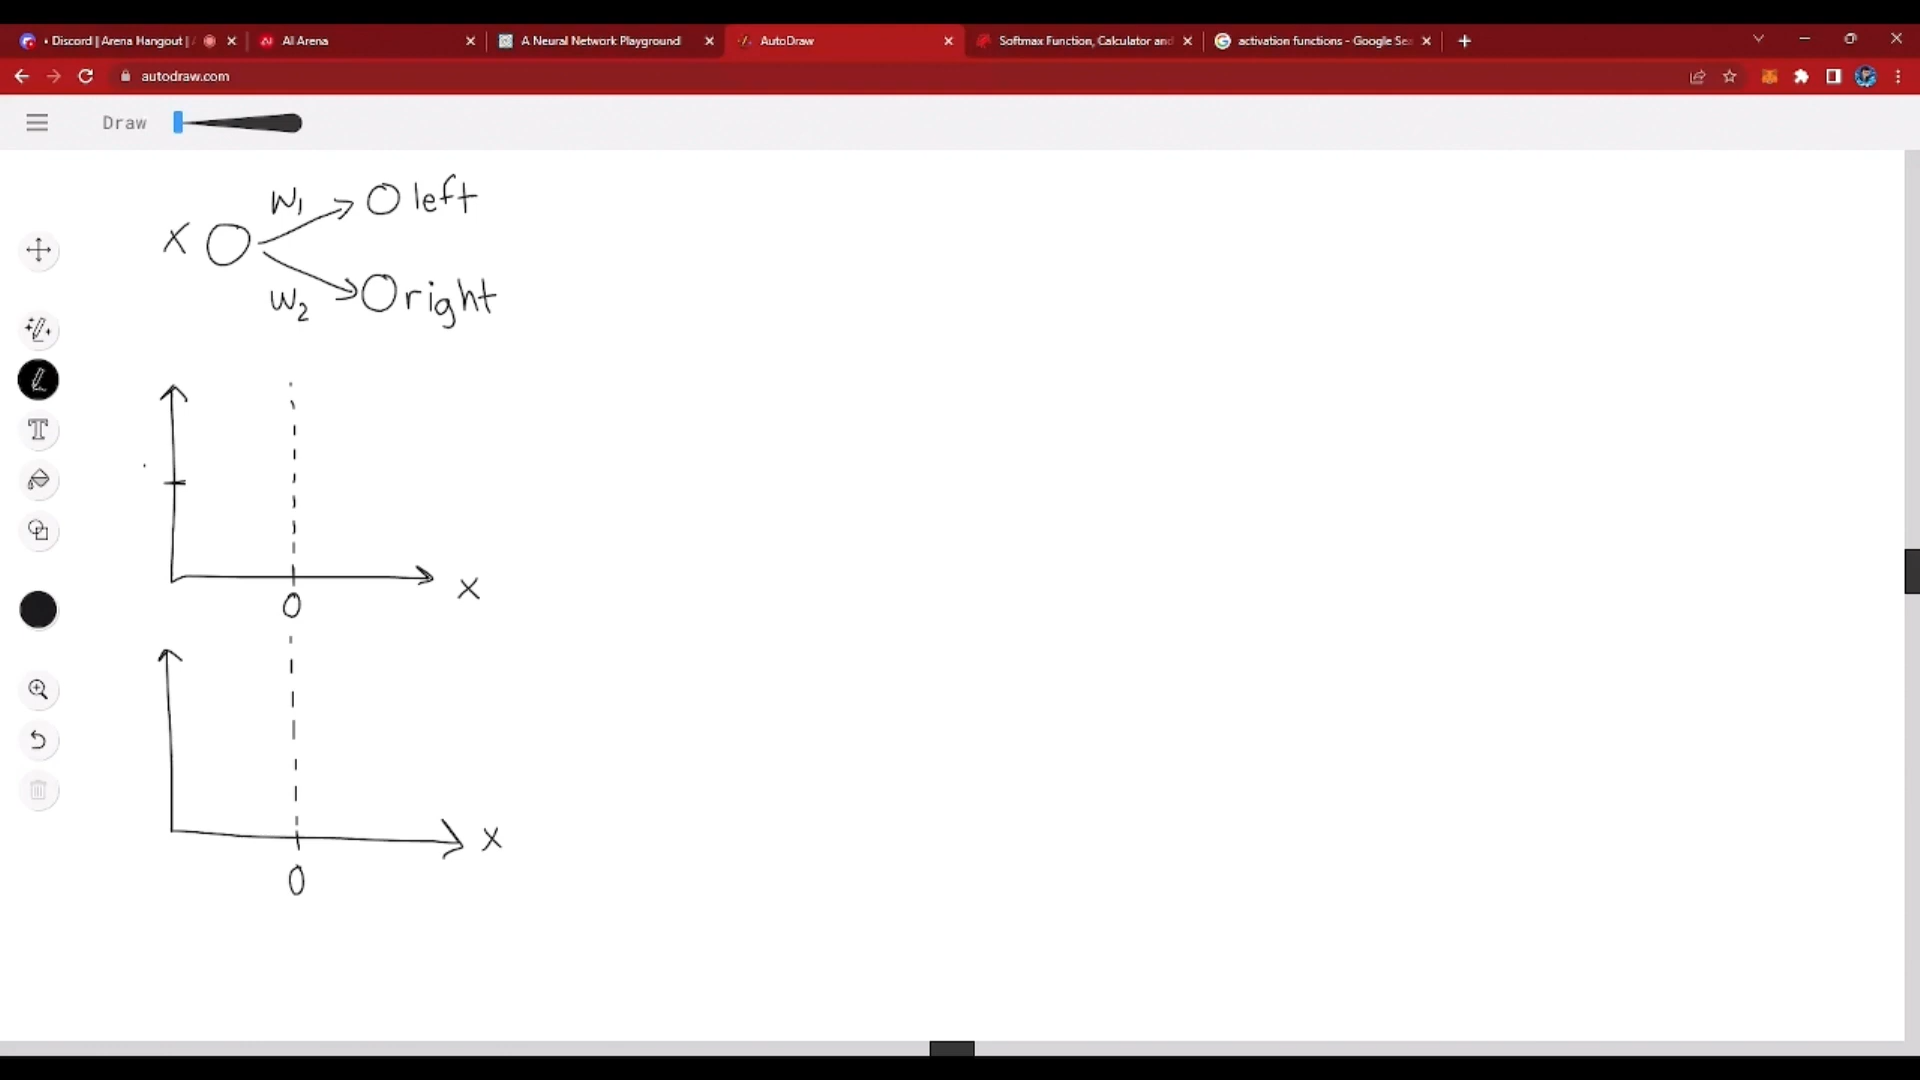 • Discord | Arena Hangout |
AI Arena
A Neural Network Playground
AutoDraw
Softmax Function, Calculator and
activation functions - Google Se
autodraw.com
Draw
W1
left
X
W2
right
X
0
X
0